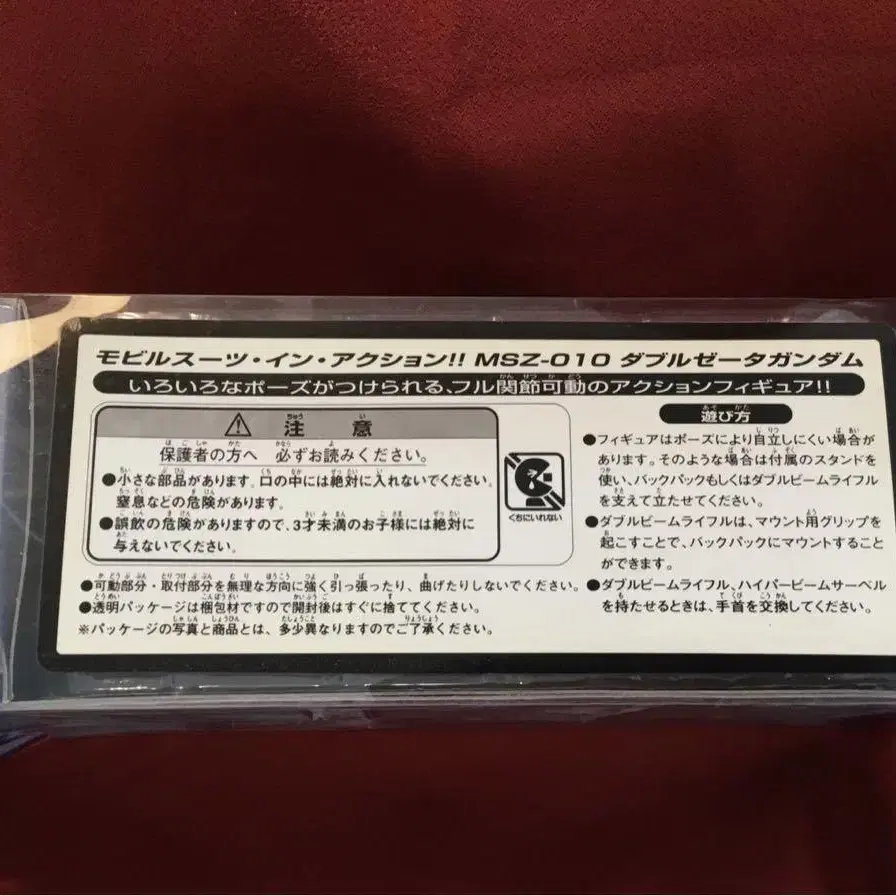 モビルスーツ・イン・アクション!! MSZ-010 ダブルゼータガンダム
いろいろなポーズがつけられる、フル関節可動のアクションフィギュア!!
注意
保護者の方へ 必ずお読みください。
●小さな部品があります。口の中には絶対に入れないでください。
窒息などの危険があります。
●誤飲の危険がありますので、3才未満のお子様には絶対に
与えないでください。
くちにいれない
●可動部分・取付部分を無理な方向に強く引っ張ったり、曲げたりしないでください。
●透明パッケージは梱包材ですので開封後はすぐに捨ててください。
※パッケージの写真と商品とは、多少異なりますのでご了承ください。
遊び方
●フィギュアはポーズにより自立しにくい場合が
あります。そのような場合は付属のスタンドを
使い、バックパックもしくはダブルビームライフル
を支えて立たせてください。
●ダブルビームライフルは、マウント用グリップを
起こすことで、バックパックにマウントすること
ができます。
●ダブルビームライフル、ハイパービームサーベル
を持たせるときは、手首を交換してください。